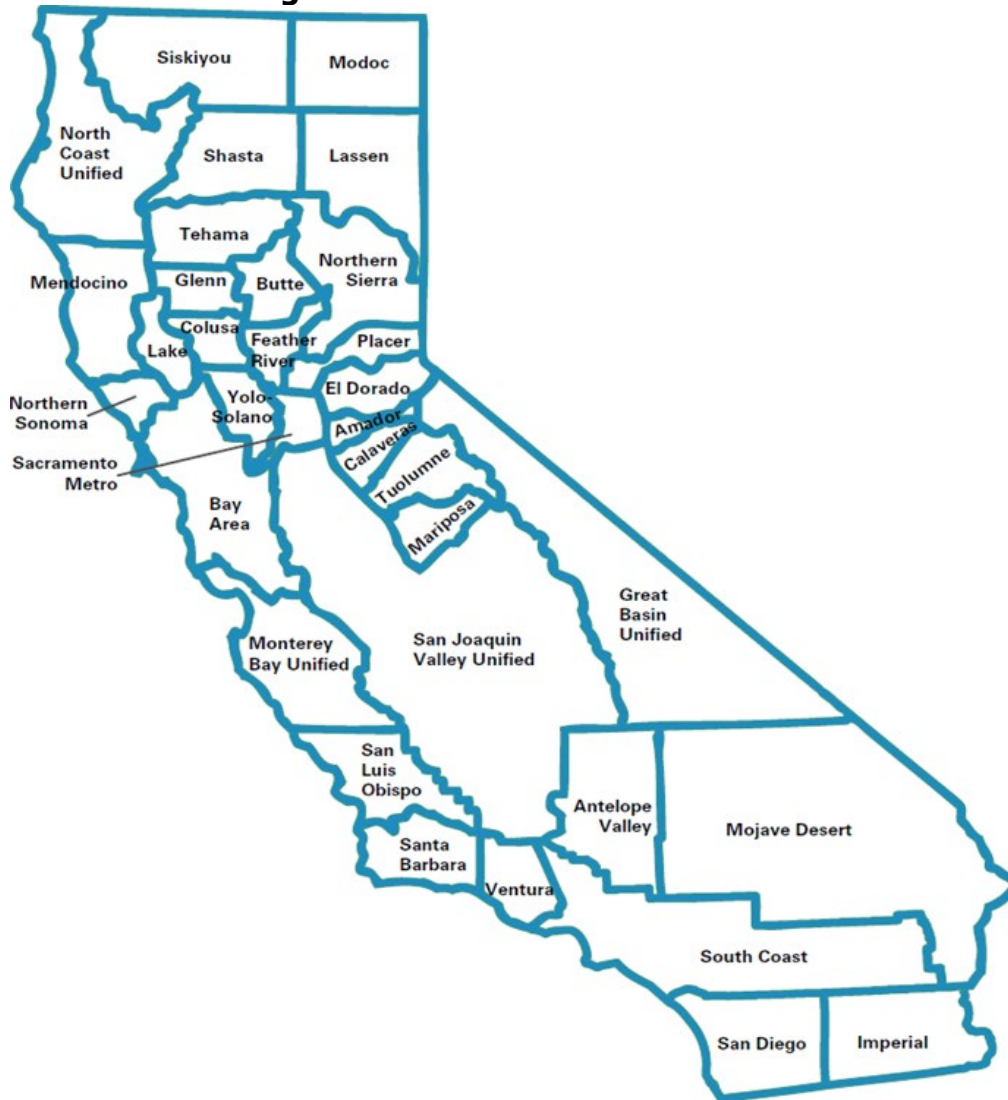 Siskiyou
Modoc
North
Coast
Unified
Shasta
Lassen
Tehama
Northern
Sierra
Mendocino
Glenn
Butte
Colusa
Feather
River
Placer
Lake
El Dorado
Northern
Sonoma
Yolo-
Solano
Amador
Calaveras
Sacramento
Metro
Tuolumne
Bay
Area
Mariposa
Great
Basin
Unified
Monterey
Bay Unified
San Joaquin
Valley Unified
San
Luis
Obispo
Antelope
Valley
Mojave Desert
Santa
Barbara
Ventura
South Coast
San Diego
Imperial